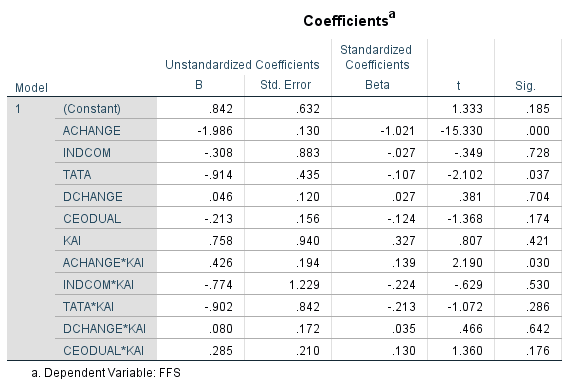 Coefficientsa
Unstandardized Coefficients Standardized Coefficients
Model B Std. Error Beta t Sig.
1 (Constant) .842 .632 1.333 .185
ACHANGE -1.986 .130 -1.021 -15.330 .000
INDCOM -.308 .883 -.027 -.349 .728
TATA -.914 .435 -.107 -2.102 .037
DCHANGE .046 .120 .027 .381 .704
CEODUAL -.213 .156 -.124 -1.368 .174
KAI .758 .940 .327 .807 .421
ACHANGE*KAI .426 .194 .139 2.190 .030
INDCOM*KAI -.774 1.229 -.224 -.629 .530
TATA*KAI -.902 .842 -.213 -1.072 .286
DCHANGE*KAI .080 .172 .035 .466 .642
CEODUAL*KAI .285 .210 .130 1.360 .176
a. Dependent Variable: FFS